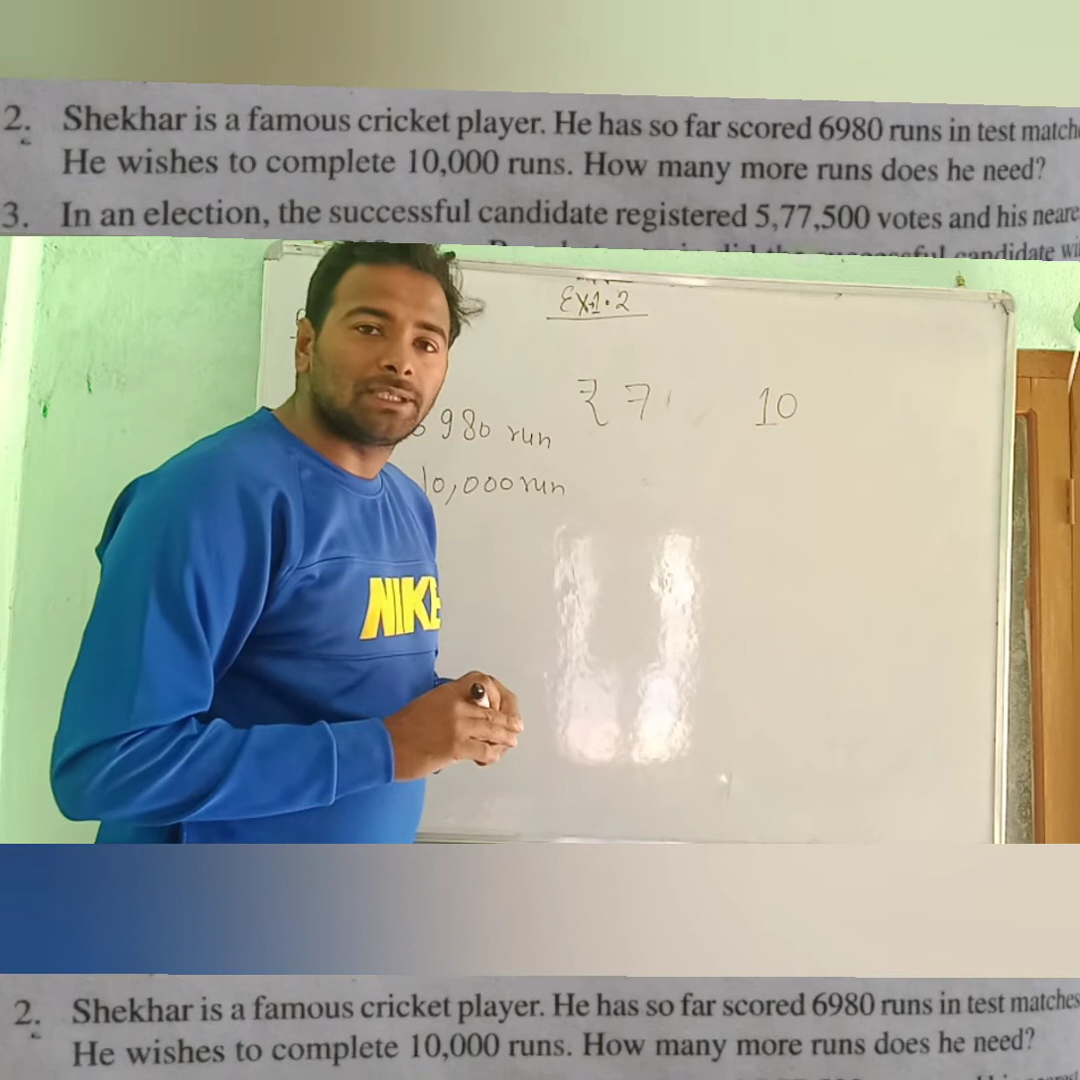 2. Shekhar is a famous cricket player. He has so far scored 6980 runs in test
He wishes to complete 10,000 runs. How many more runs does he need?
3. In an election, the successful candidate registered 5,77,500 votes and his
candidate
Ex1.2
₹ 7 10
980 run
10,000 run
NIKE
2. Shekhar is a famous cricket player. He has so far scored 6980 runs in test matches
He wishes to complete 10,000 runs. How many more runs does he need?